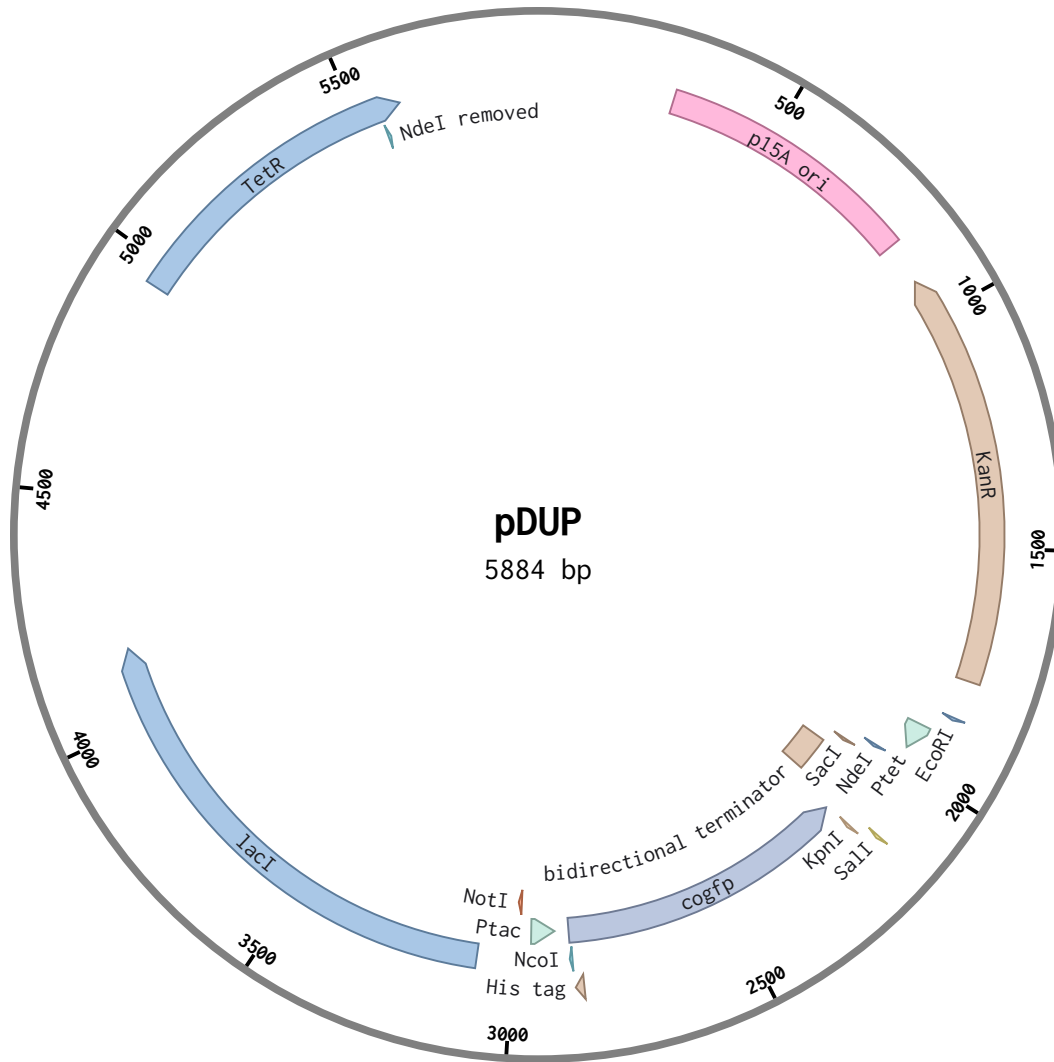 pDUP
5884 bp
500
1000
1500
2000
2500
3000
3500
4000
4500
5000
5500
p15A ori
KanR
EcoRI
Ptet
NdeI
SacI
SalI
KpnI
bidirectional terminator
cogfp
NotI
Ptac
NcoI
His tag
lacI
TetR
NdeI removed